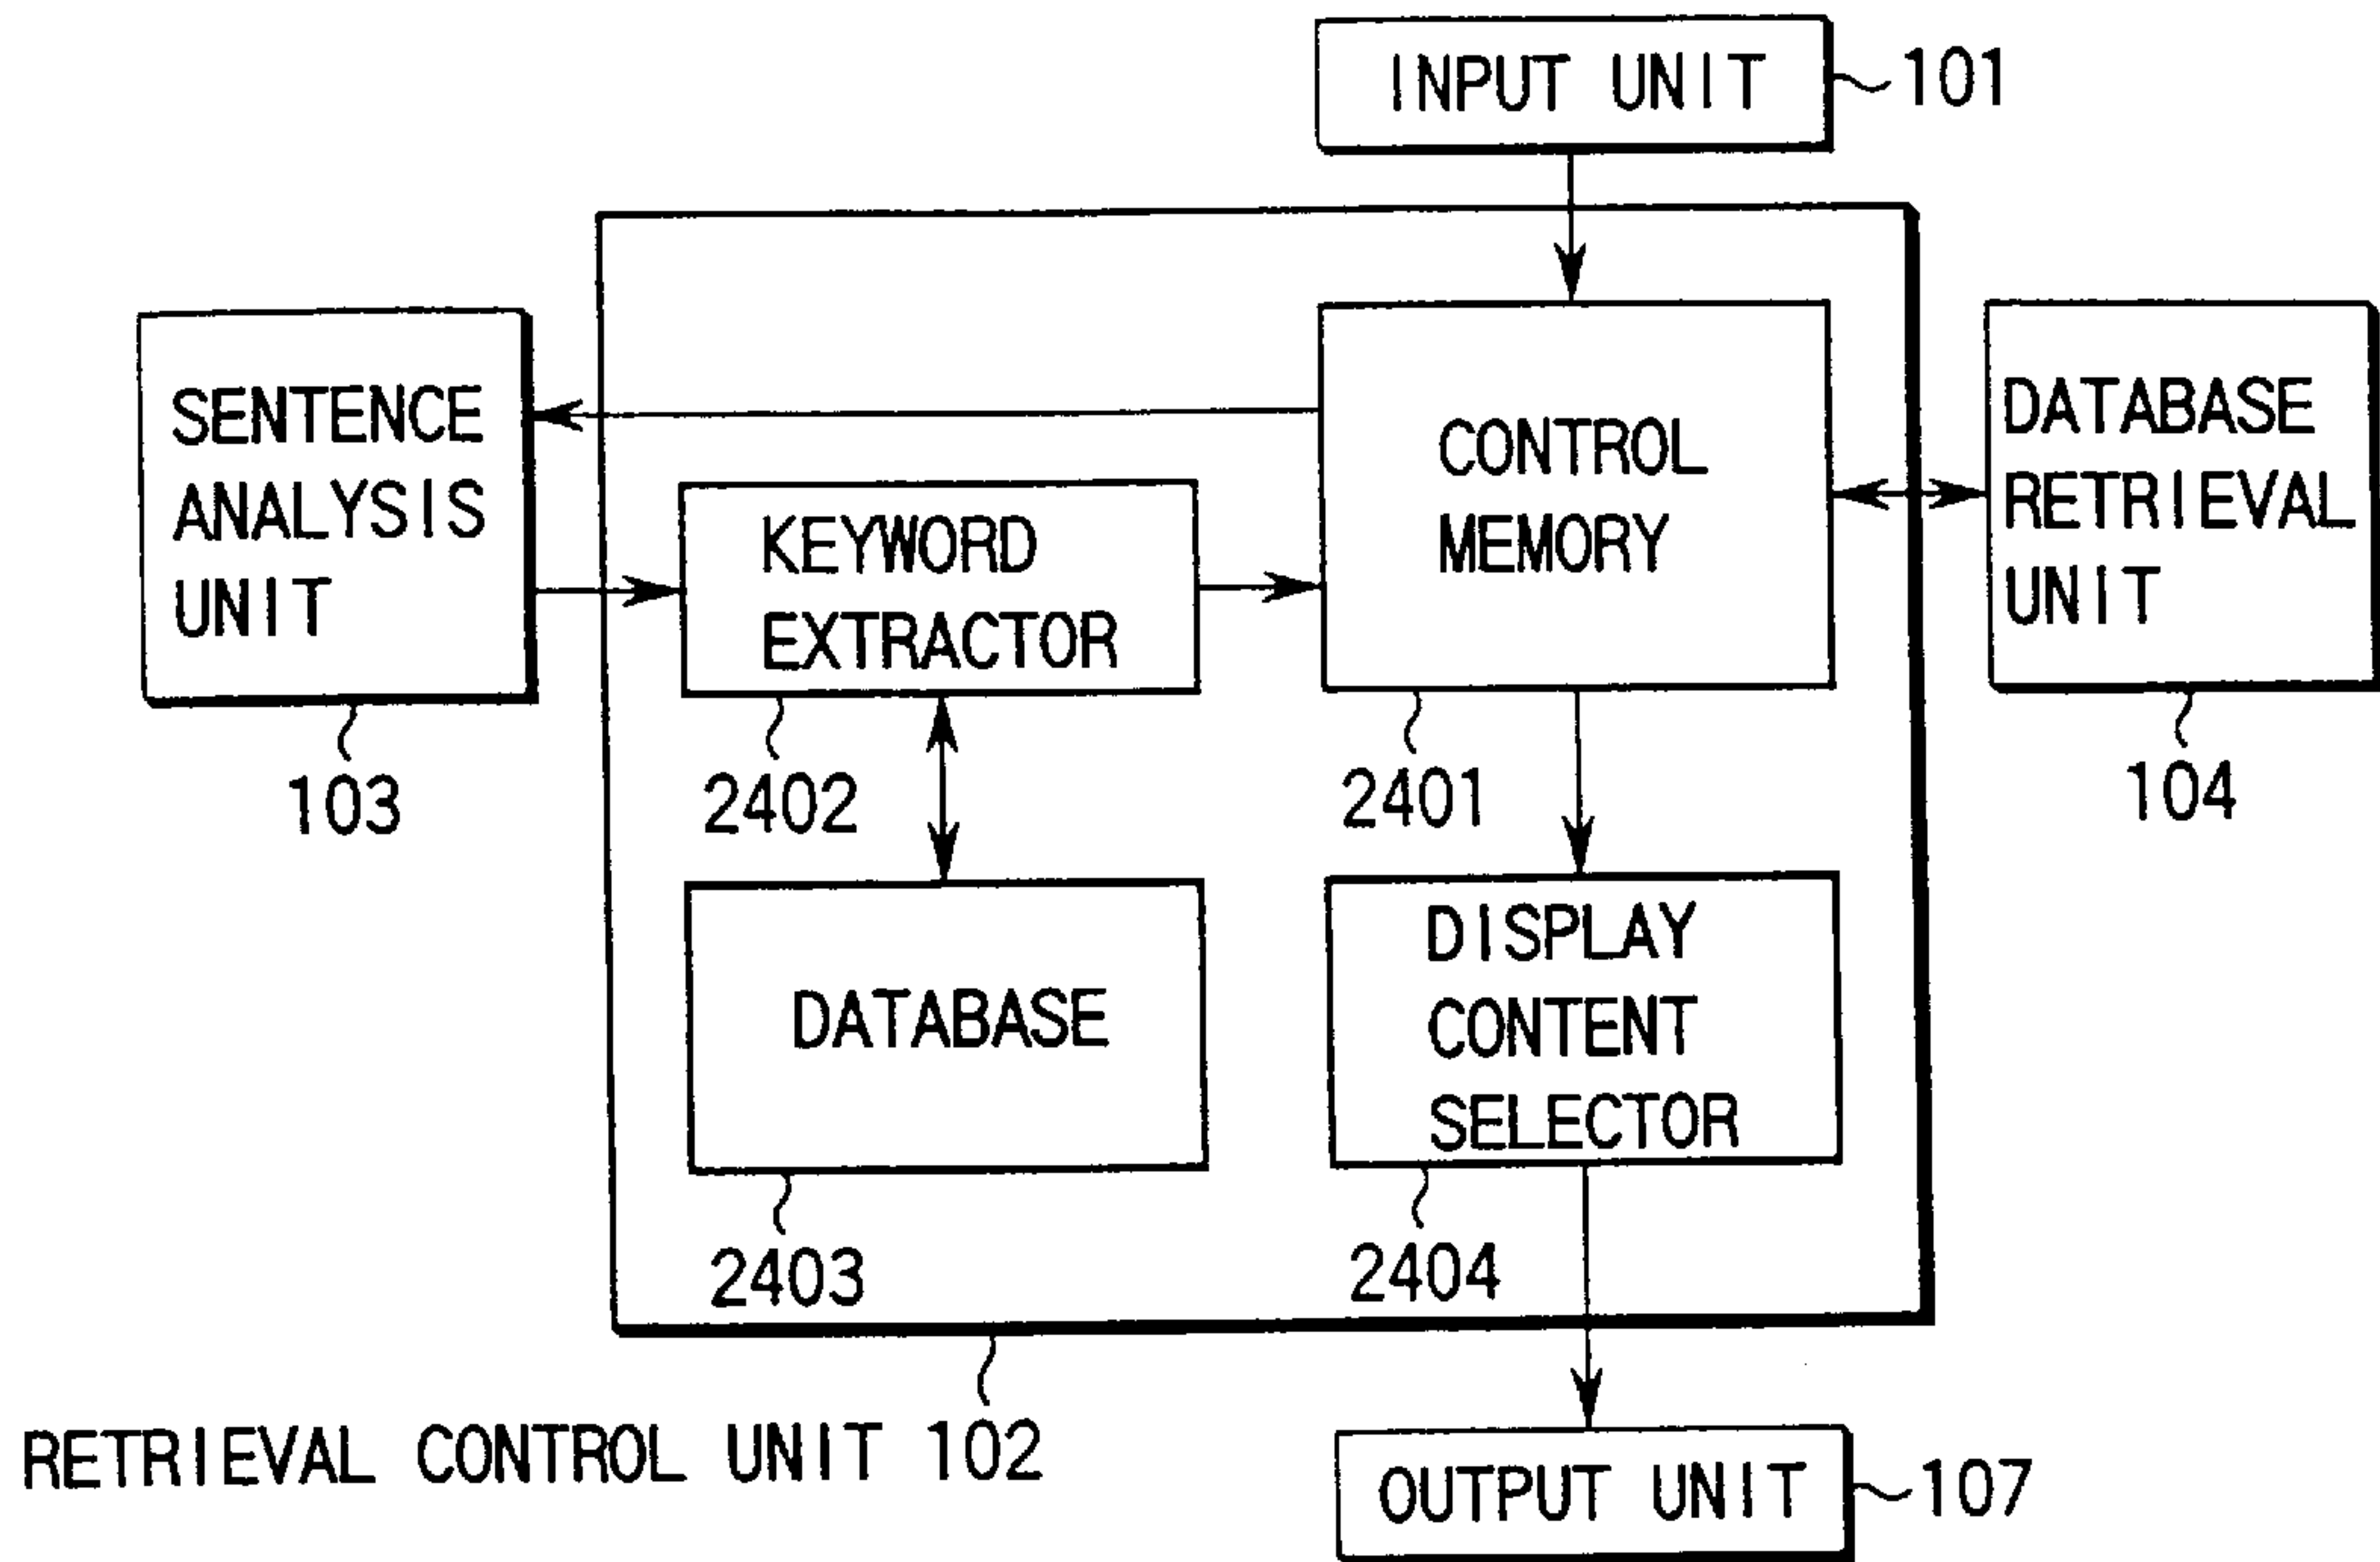 INPUT UNIT
101
SENTENCE
ANALYSIS
UNIT
103
KEYWORD
EXTRACTOR
2402
CONTROL
MEMORY
2401
DATABASE
RETRIEVAL
UNIT
104
DATABASE
2403
DISPLAY
CONTENT
SELECTOR
2404
RETRIEVAL CONTROL UNIT 102
OUTPUT UNIT
107